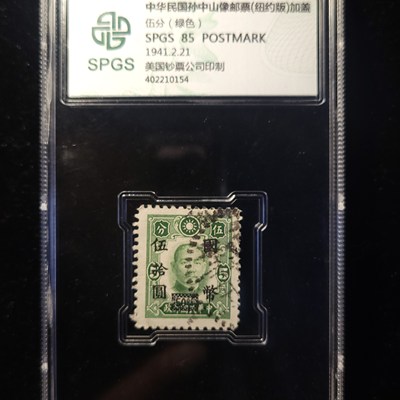 中华民国孙中山像邮票(纽约版)加盖
伍分（绿色）
SPGS 85 POSTMARK
1941.2.21
美国钞票公司印制
402210154
SPGS
分 伍
伍 國
5 5
拾
圓 幣